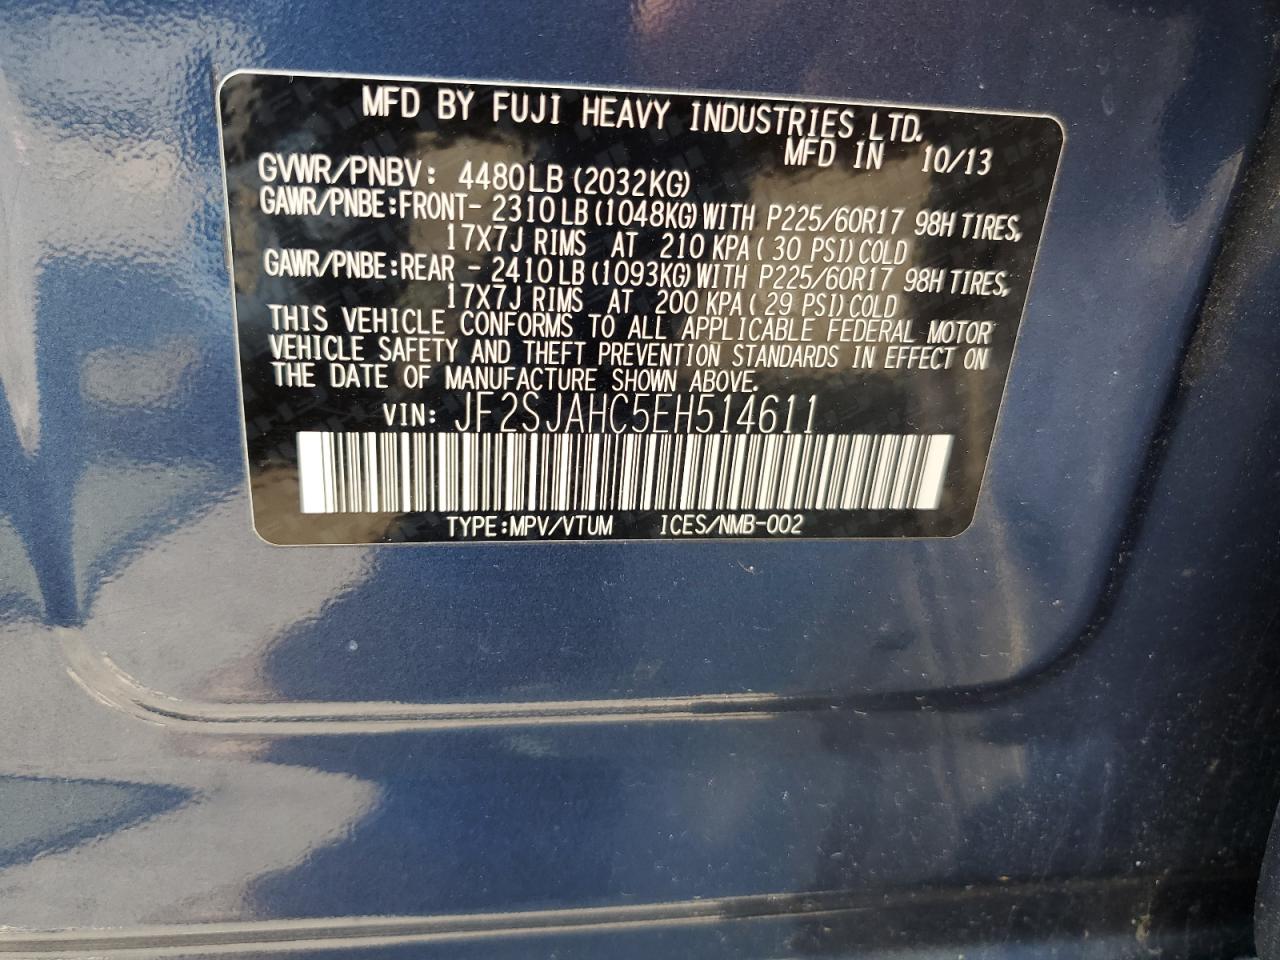 MFD BY FUJI HEAVY INDUSTRIES LTD.
MFD IN 10/13
GVWR/PNBV: 4480LB (2032KG)
GAWR/PNBE:FRONT- 2310LB (1048KG) WITH P225/60R17 98H TIRES,
17X7J RIMS AT 210 KPA ( 30 PSI) COLD
GAWR/PNBE:REAR - 2410LB (1093KG) WITH P225/60R17 98H TIRES,
17X7J RIMS AT 200 KPA ( 29 PSI) COLD
THIS VEHICLE CONFORMS TO ALL APPLICABLE FEDERAL MOTOR
VEHICLE SAFETY AND THEFT PREVENTION STANDARDS IN EFFECT ON
THE DATE OF MANUFACTURE SHOWN ABOVE.
VIN: JF2SJAHC5EH514611
TYPE:MPV/VTUM ICES/NMB-002